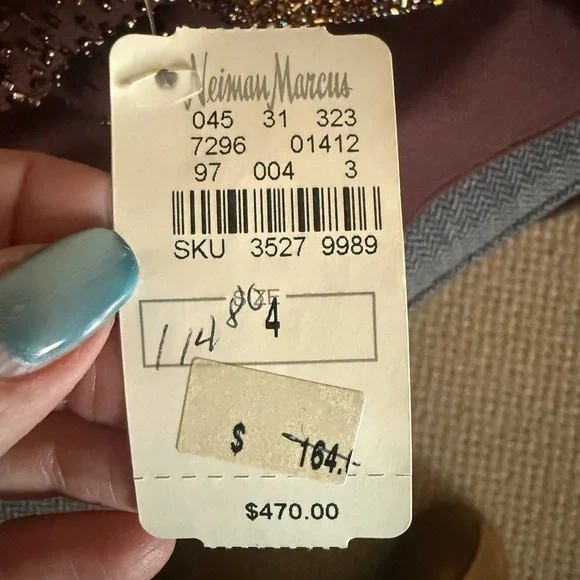 Neiman Marcus
045 31 323
7296 01412
97 004 3
SKU 3527 9989
SIZE
114 80
4
$ 164.
$470.00